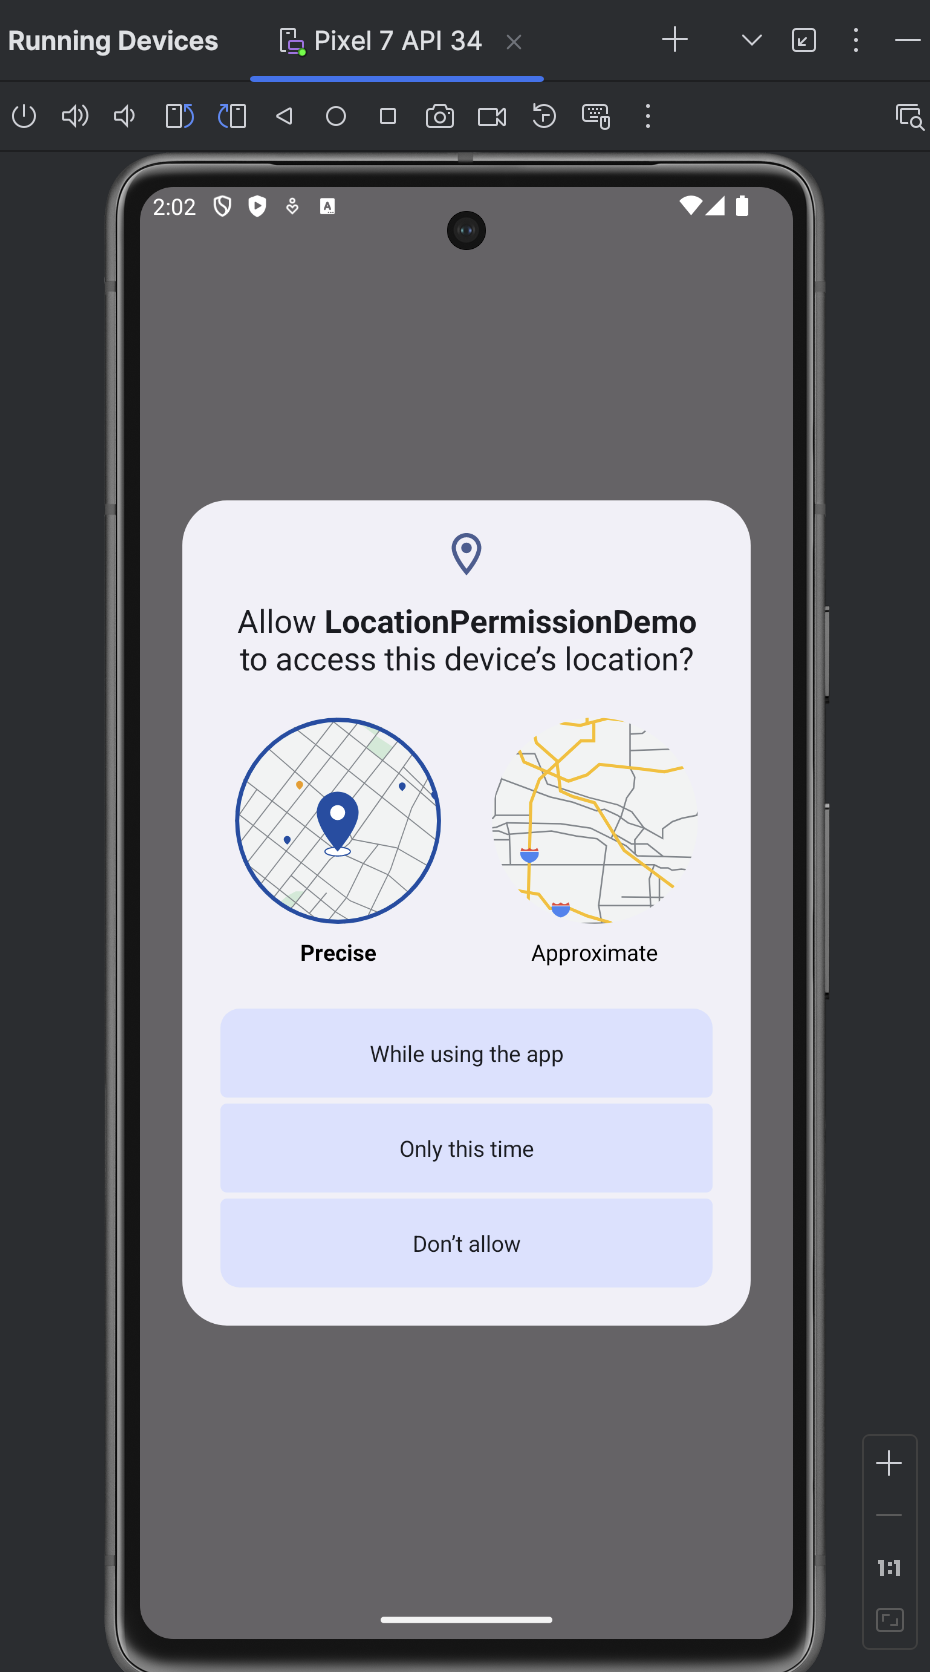 Running Devices
Pixel 7 API 34
2:02
A
Allow LocationPermissionDemo
to access this device’s location?
Precise
Approximate
While using the app
Only this time
Don’t allow
1:1